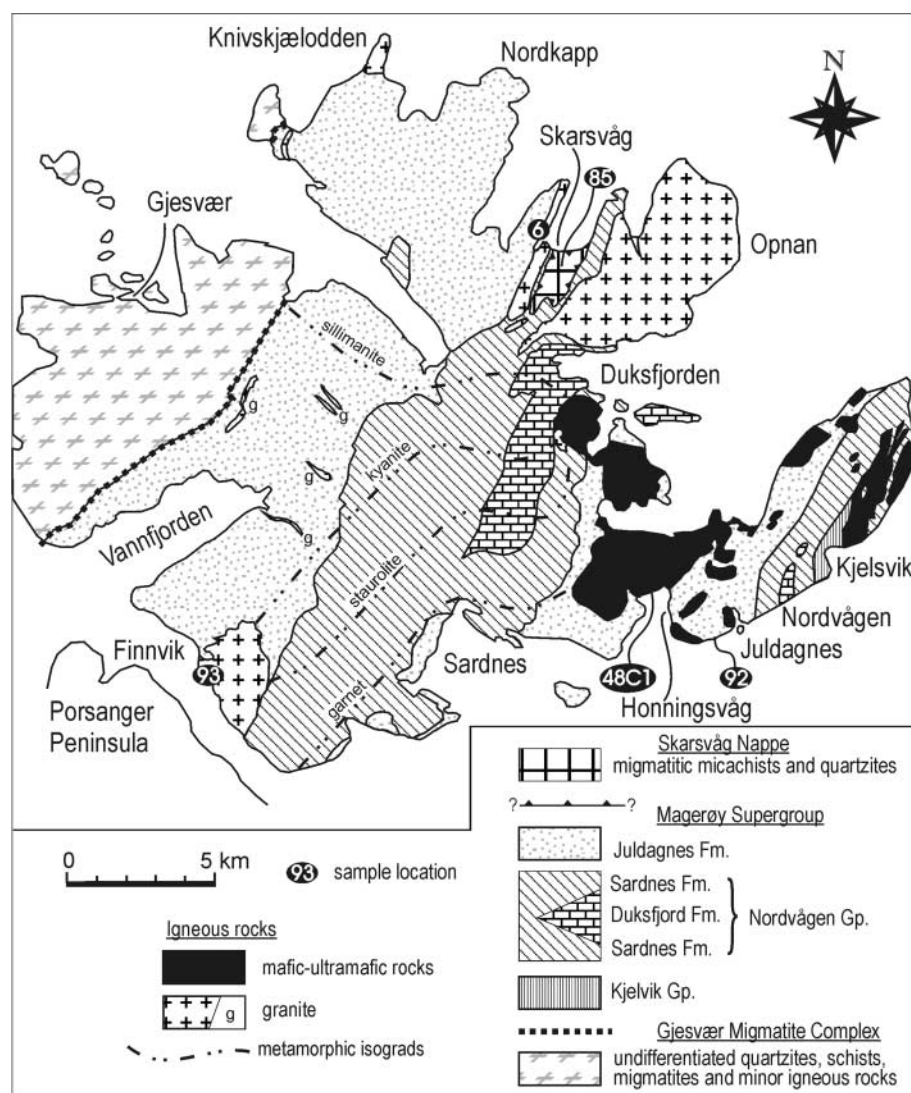 Knivskjælodden
Nordkapp
N
Skarsvåg
85
Gjesvær
6
Opnan
sillimanite
Duksfjorden
g
g
kyanite
g
Vannfjorden
g
staurolite
Kjelsvik
Nordvågen
Finnvik
Juldagnes
93
Sardnes
garnet
48C1
92
Porsanger
Peninsula
Honningsvåg
Skarsvåg Nappe
migmatitic micachists and quartzites
? ?
Magerøy Supergroup
Juldagnes Fm.
0 5 km
93 sample location
Sardnes Fm.
Duksfjord Fm.
Nordvågen Gp.
Sardnes Fm.
Igneous rocks
mafic-ultramafic rocks
Kjelvik Gp.
g granite
Gjesvær Migmatite Complex
metamorphic isograds
undifferentiated quartzites, schists,
migmatites and minor igneous rocks